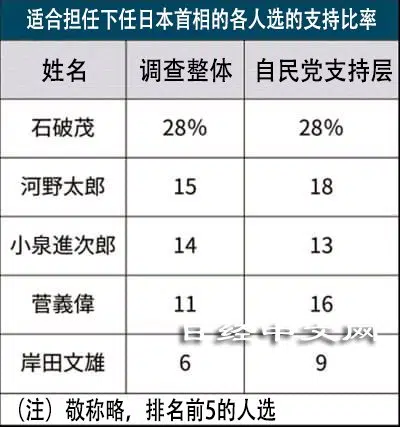 适合担任下任日本首相的各人选的支持比率
姓名 调查整体 自民党支持层
石破茂 28% 28%
河野太郎 15 18
小泉進次郎 14 13
菅義偉 11 16
日经中文网
岸田文雄 6 9
（注）敬称略，排名前5的人选